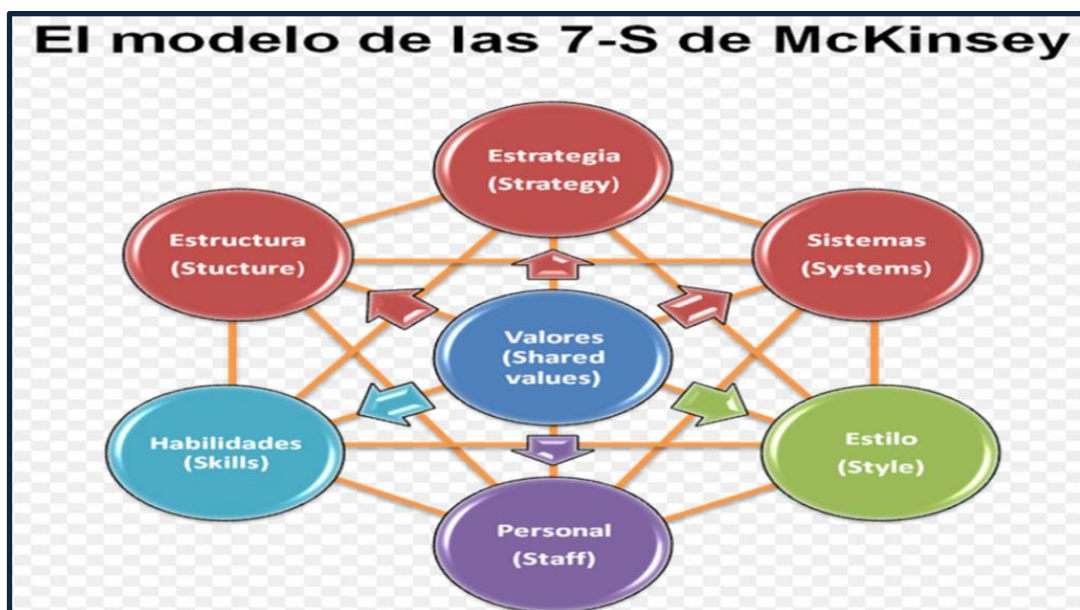 El modelo de las 7-S de McKinsey
Estrategia
(Strategy)
Estructura
(Stucture)
Sistemas
(Systems)
Valores
(Shared
values)
Habilidades
(Skills)
Estilo
(Style)
Personal
(Staff)